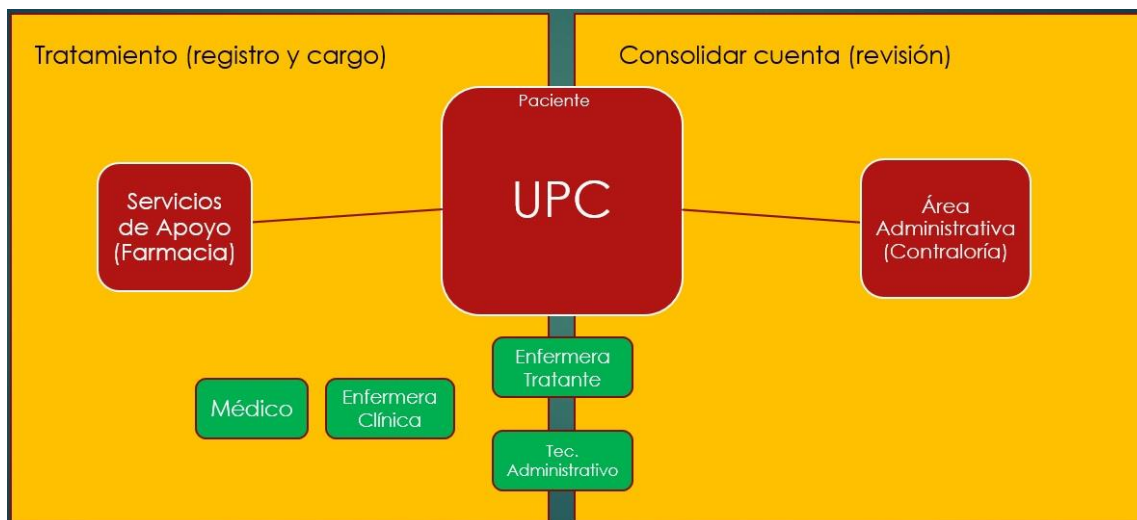 Tratamiento (registro y cargo)
Consolidar cuenta (revisión)
Paciente
UPC
Servicios
de Apoyo
(Farmacia)
Área
Administrativa
(Contraloría)
Enfermera
Tratante
Médico
Enfermera
Clínica
Tec.
Administrativo